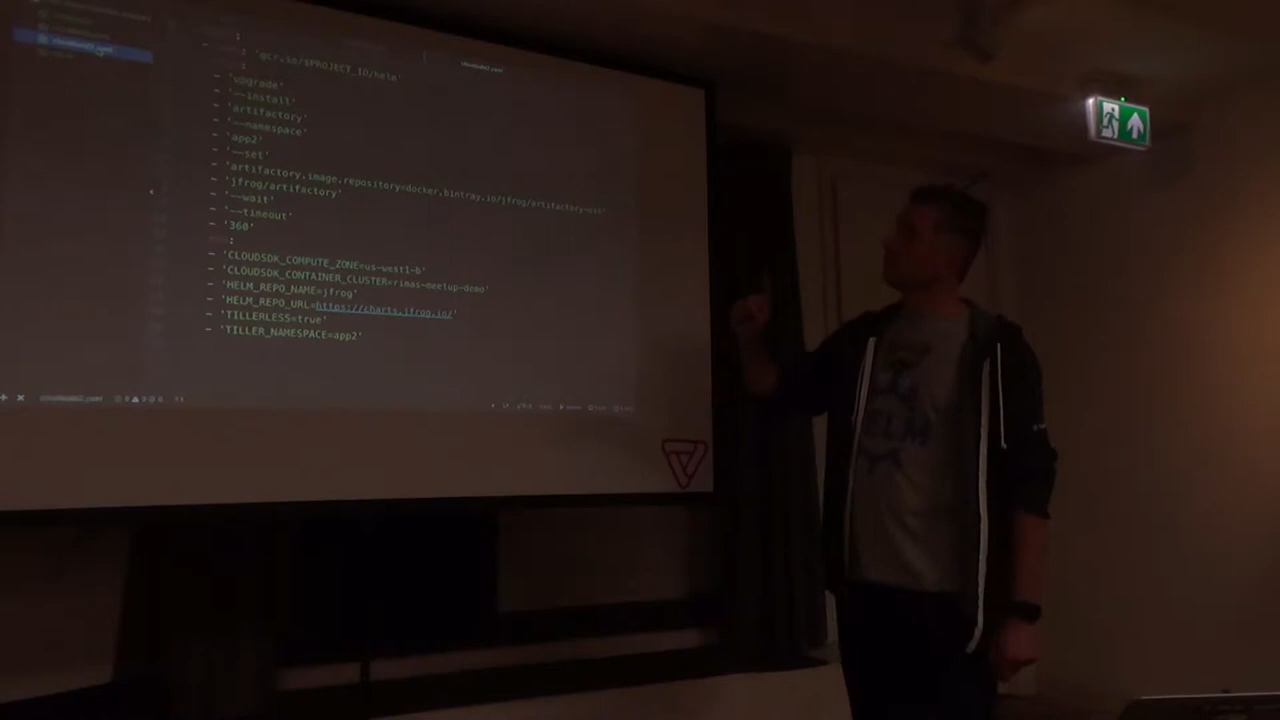 :
- 'gcr.io/$PROJECT_ID/helm'
:
- 'upgrade'
- '--install'
- 'artifactory'
- '--namespace'
- 'app2'
- '--set'
- 'artifactory.image.repository=docker.bintray.io/jfrog/artifactory-oss'
- 'jfrog/artifactory'
- '--wait'
- '--timeout'
- '360'
:
- 'CLOUDSDK_COMPUTE_ZONE=us-west1-b'
- 'CLOUDSDK_CONTAINER_CLUSTER=rimas-meetup-demo'
- 'HELM_REPO_NAME=jfrog'
- 'HELM_REPO_URL=https://charts.jfrog.io/'
- 'TILLERLESS=true'
- 'TILLER_NAMESPACE=app2'
HELM